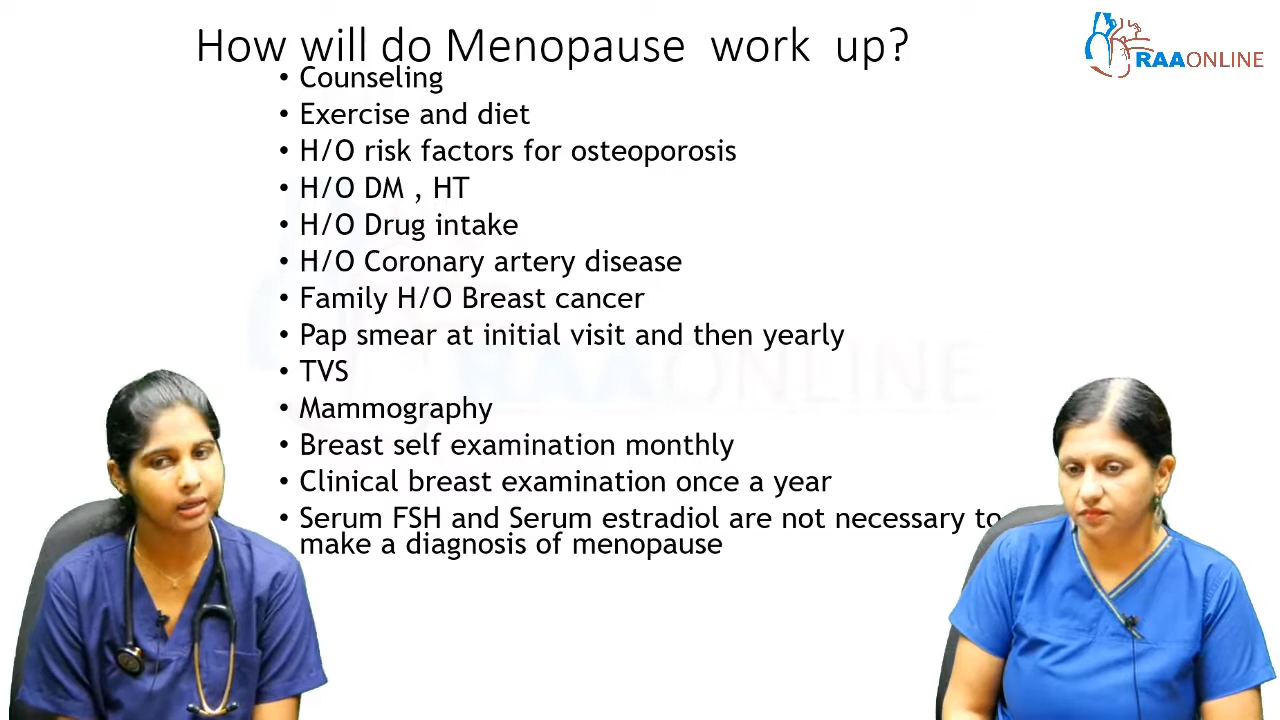 How will do Menopause work up?
RAAONLINE
• Counseling
• Exercise and diet
• H/O risk factors for osteoporosis
• H/O DM , HT
• H/O Drug intake
• H/O Coronary artery disease
• Family H/O Breast cancer
• Pap smear at initial visit and then yearly
• TVS
• Mammography
• Breast self examination monthly
• Clinical breast examination once a year
• Serum FSH and Serum estradiol are not necessary to
make a diagnosis of menopause
RAAONLINE